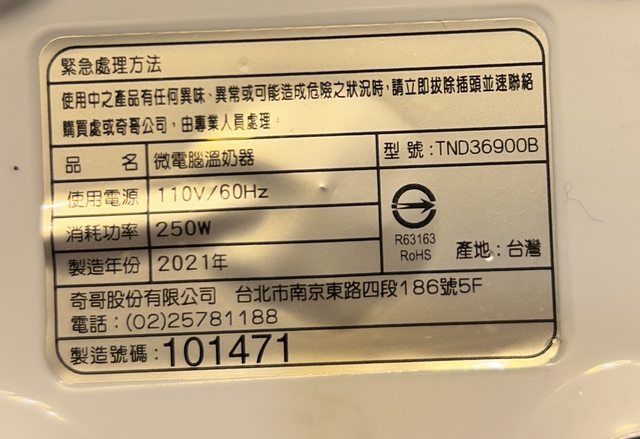 緊急處理方法
使用中之產品有任何異味、異常或可能造成危險之狀況時，請立即拔除插頭並速聯絡
購買處或奇哥公司，由專業人員處理。
品 名 微電腦溫奶器 型號：TND36900B
使用電源 110V/60Hz
消耗功率 250W
R63163
RoHS
產地：台灣
製造年份 2021年
奇哥股份有限公司 台北市南京東路四段186號5F
電話：(02)25781188
製造號碼：101471